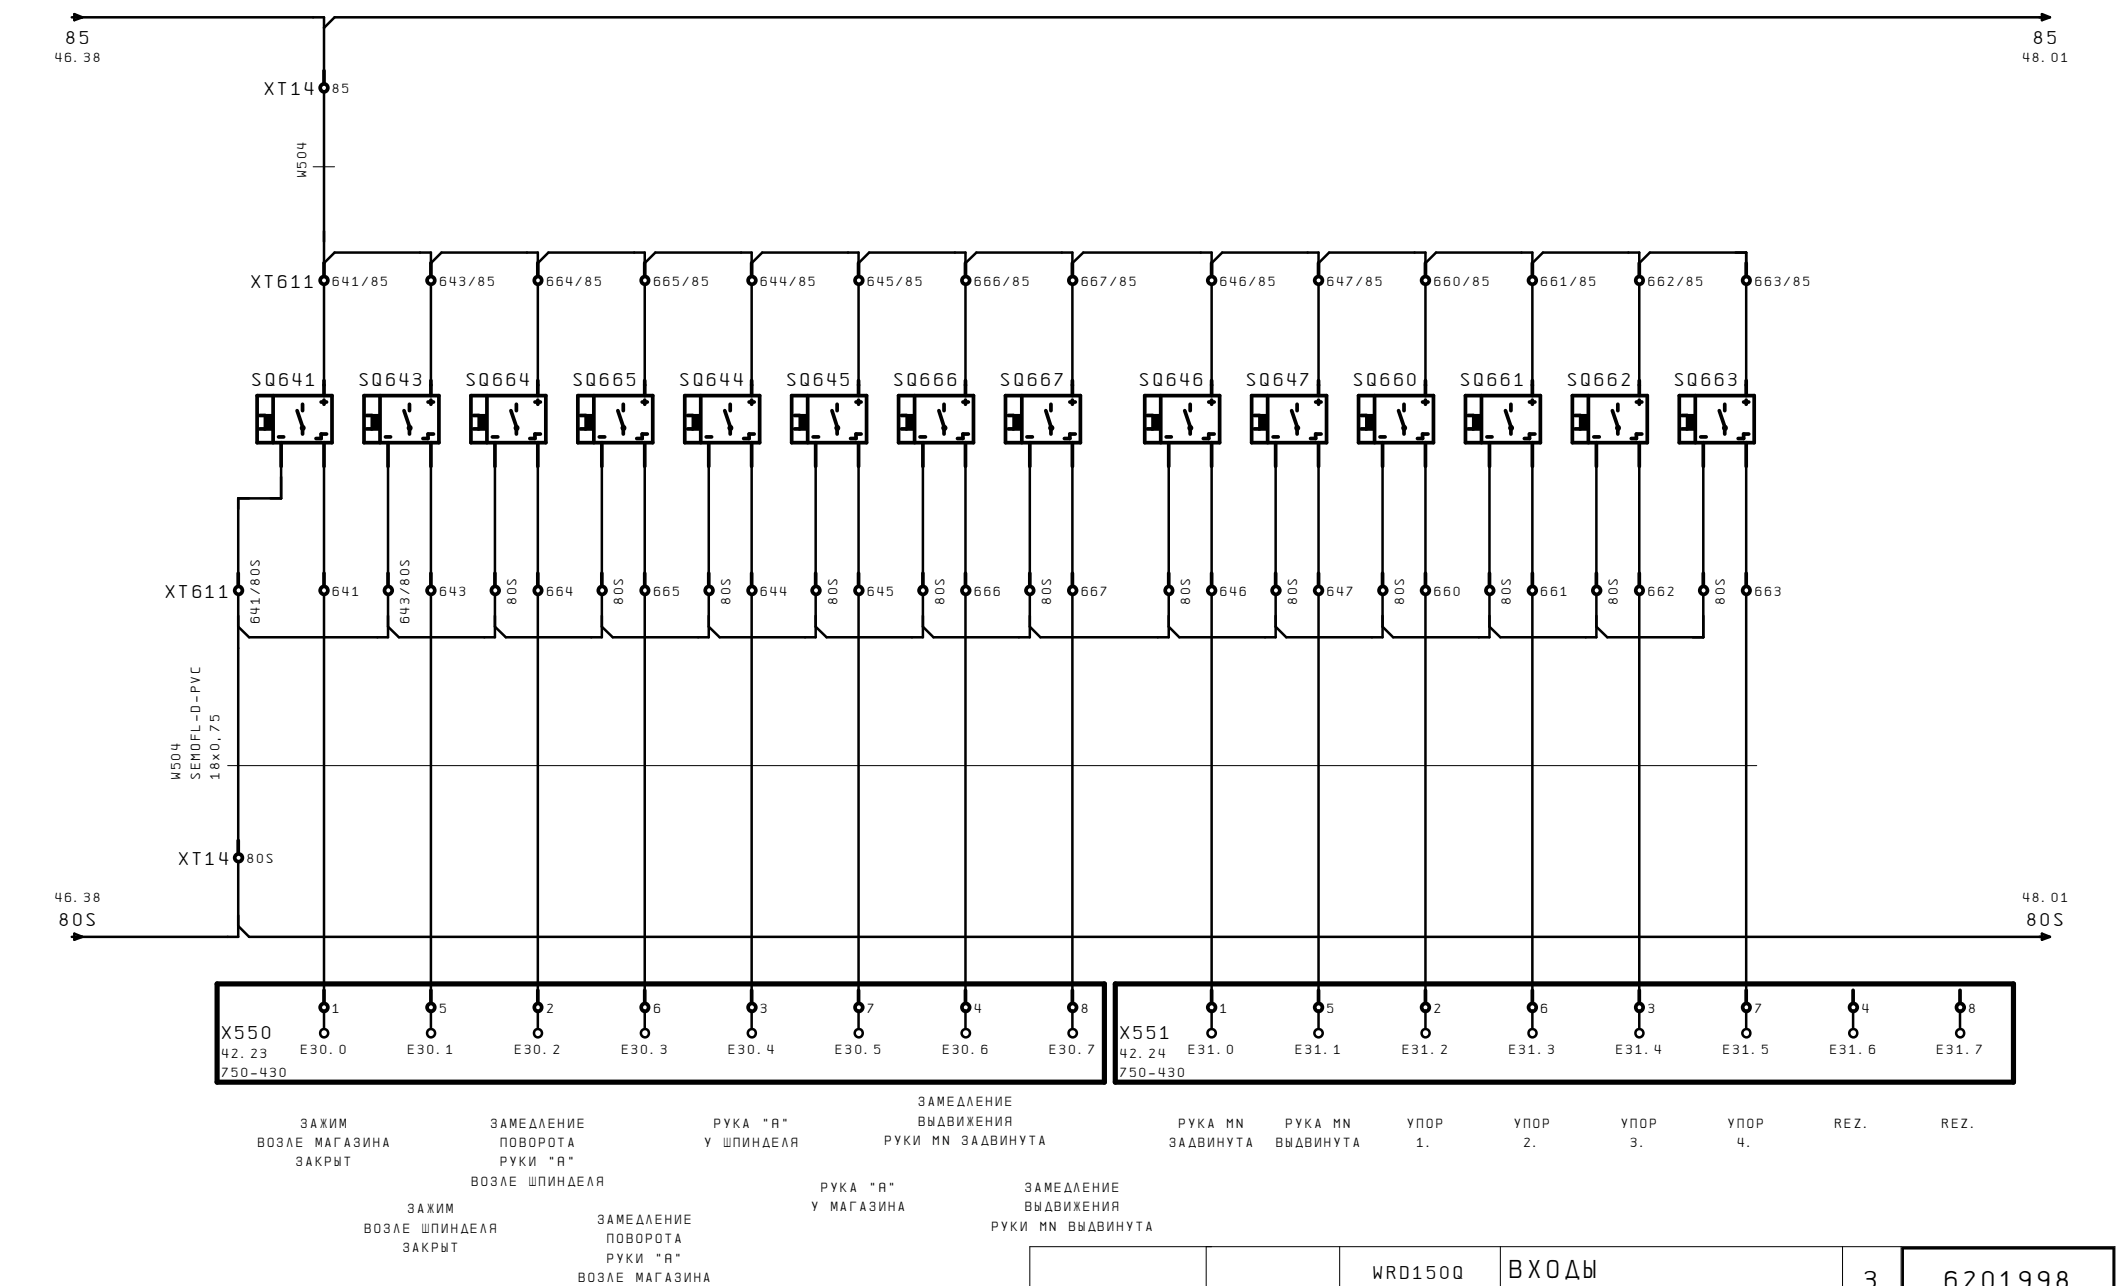 85 85
46.38 48.01
XT14 85
W504
XT611 641/85 643/85 664/85 665/85 644/85 645/85 666/85 667/85 646/85 647/85 660/85 661/85 662/85 663/85
SQ641 SQ643 SQ664 SQ665 SQ644 SQ645 SQ666 SQ667 SQ646 SQ647 SQ660 SQ661 SQ662 SQ663
XT611 641/80S 641 643/80S 643 80S 664 80S 665 80S 644 80S 645 80S 666 80S 667 80S 646 80S 647 80S 660 80S 661 80S 662 80S 663
W504
SEMOFL-D-PVC
18x0,75
XT14 80S
46.38 48.01
80S 80S
1 5 2 6 3 7 4 8 1 5 2 6 3 7 4 8
X550 X551
42.23 E30.0 E30.1 E30.2 E30.3 E30.4 E30.5 E30.6 E30.7 42.24 E31.0 E31.1 E31.2 E31.3 E31.4 E31.5 E31.6 E31.7
750-430 750-430
ЗАЖИМ
ВОЗЛЕ МАГАЗИНА
ЗАКРЫТ
ЗАЖИМ
ВОЗЛЕ ШПИНДЕЛЯ
ЗАКРЫТ
ЗАМЕДЛЕНИЕ
ПОВОРОТА
РУКИ "А"
ВОЗЛЕ ШПИНДЕЛЯ
ЗАМЕДЛЕНИЕ
ПОВОРОТА
РУКИ "А"
ВОЗЛЕ МАГАЗИНА
РУКА "А"
У ШПИНДЕЛЯ
РУКА "А"
У МАГАЗИНА
ЗАМЕДЛЕНИЕ
ВЫДВИЖЕНИЯ
РУКИ MN ЗАДВИНУТА
ЗАМЕДЛЕНИЕ
ВЫДВИЖЕНИЯ
РУКИ MN ВЫДВИНУТА
РУКА MN
ЗАДВИНУТА
РУКА MN
ВЫДВИНУТА
УПОР
1.
УПОР
2.
УПОР
3.
УПОР
4.
REZ.
REZ.
WRD150Q ВХОДЫ 3 6201998